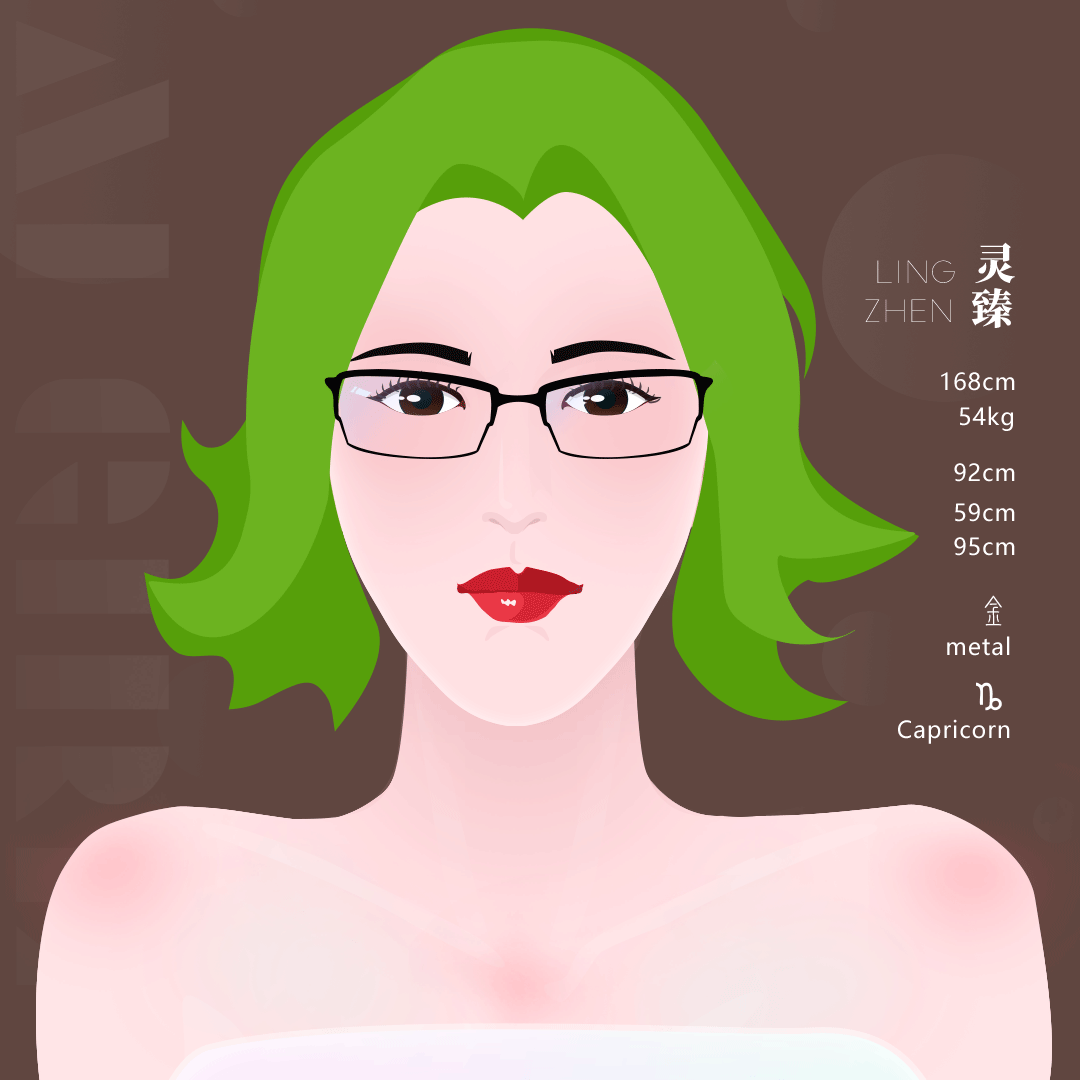 灵臻
LING
ZHEN
168cm
54kg
92cm
59cm
95cm
金
metal
Capricorn